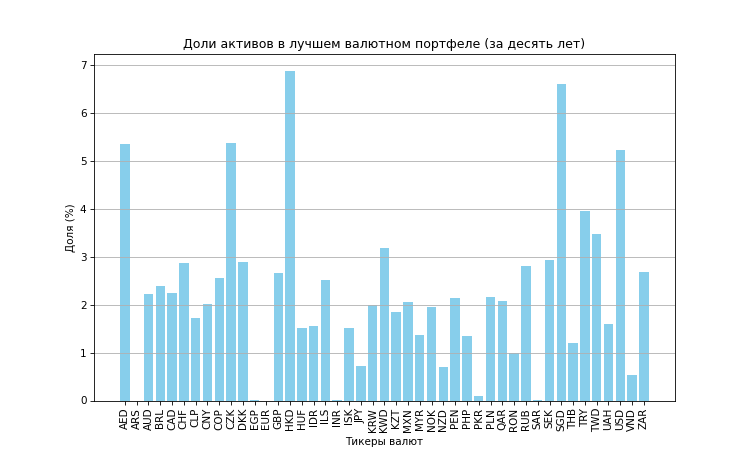 Доли активов в лучшем валютном портфеле (за десять лет)
Доля (%)
7
6
5
4
3
2
1
0
AED ARS AUD BRL CAD CHF CLP CNY COP CZK DKK EGP EUR GBP HKD HUF IDR ILS INR ISK JPY KRW KWD KZT MXN MYR NOK NZD PEN PHP PKR PLN QAR RON RUB SAR SEK SGD THB TRY TWD UAH USD VND ZAR
Тикеры валют